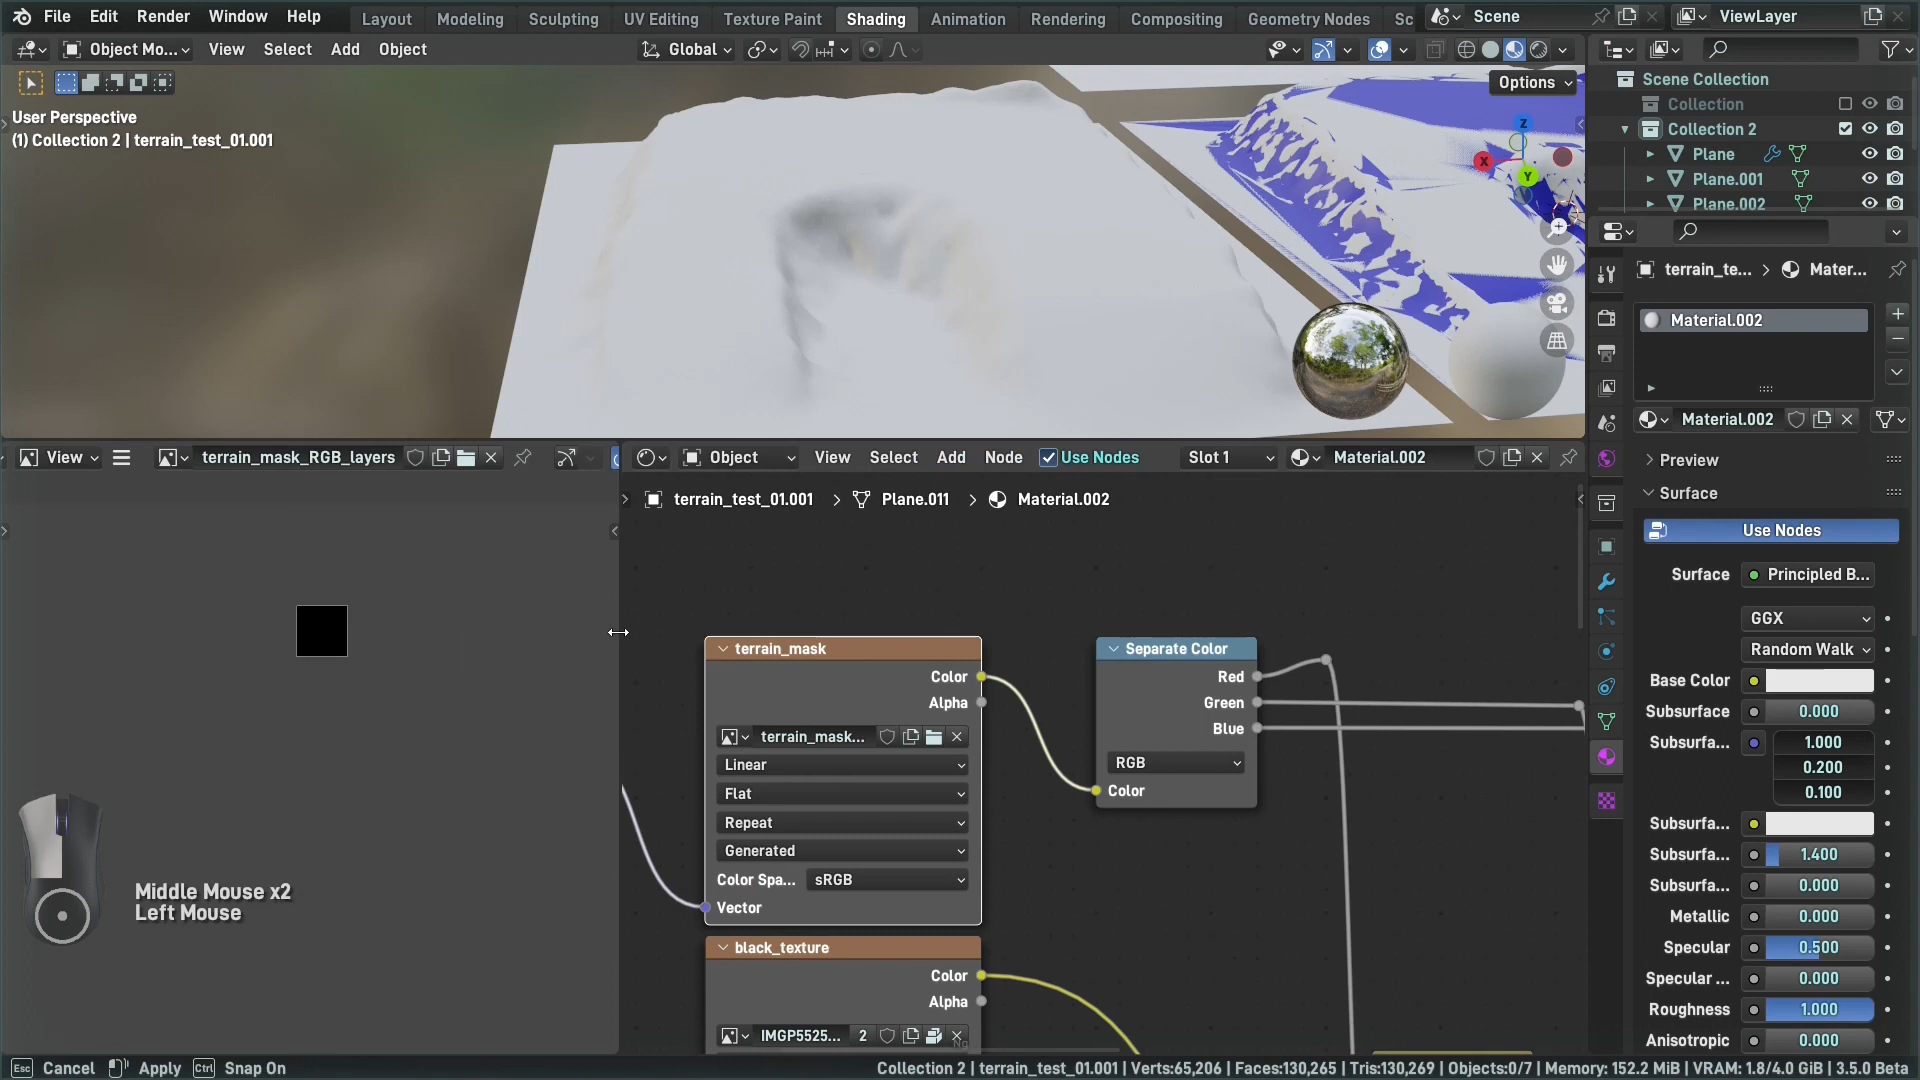 File Edit Render Window Help Layout Modeling Sculpting UV Editing Texture Paint Shading Animation Rendering Compositing Geometry Nodes Sc Scene ViewLayer
Object Mo... View Select Add Object Global
Options
User Perspective
(1) Collection 2 | terrain_test_01.001
Z
X
Y
Scene Collection
Collection
Collection 2
Plane
Plane.001
Plane.002
terrain_te... > Mater...
Material.002
Material.002
Preview
Surface
Use Nodes
Surface Principled B...
GGX
Random Walk
Base Color
Subsurface 0.000
Subsurfa... 1.000
0.200
0.100
Subsurfa...
Subsurfa... 1.400
Subsurfa... 0.000
Metallic 0.000
Specular 0.500
Specular ... 0.000
Roughness 1.000
Anisotropic 0.000
View terrain_mask_RGB_layers
Object View Select Add Node Use Nodes Slot 1 Material.002
terrain_test_01.001 > Plane.011 > Material.002
terrain_mask
Color
Alpha
terrain_mask...
Linear
Flat
Repeat
Generated
Color Spa... sRGB
Vector
Separate Color
Red
Green
Blue
RGB
Color
black_texture
Color
Alpha
IMGP5525... 2
Middle Mouse x2
Left Mouse
Esc Cancel Apply Ctrl Snap On
Collection 2 | terrain_test_01.001 | Verts:65,206 | Faces:130,265 | Tris:130,269 | Objects:0/7 | Memory: 152.2 MiB | VRAM: 1.8/4.0 GiB | 3.5.0 Beta